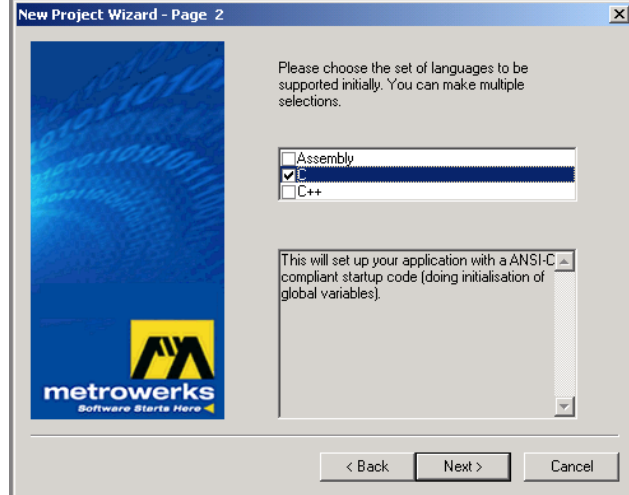 New Project Wizard - Page 2
Please choose the set of languages to be
supported initially. You can make multiple
selections.
Assembly
C
C++
This will set up your application with a ANSI-C
compliant startup code (doing initialisation of
global variables).
metrowerks
Software Starts Here
< Back
Next >
Cancel